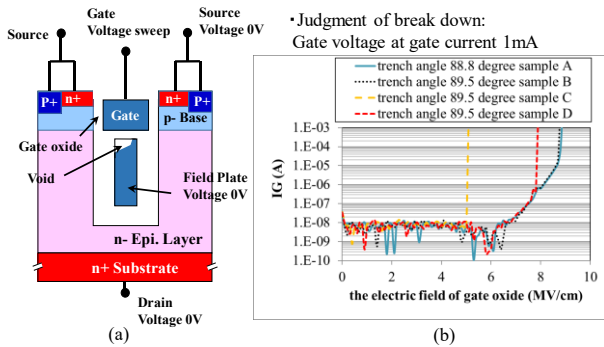 Gate
Voltage sweep
Source
Source
Voltage 0V
P+
n+
n+
P+
Gate
p- Base
Gate oxide
Void
Field Plate
Voltage 0V
n- Epi. Layer
n+ Substrate
Drain
Voltage 0V
(a)
・Judgment of break down:
Gate voltage at gate current 1mA
trench angle 88.8 degree sample A
trench angle 89.5 degree sample B
trench angle 89.5 degree sample C
trench angle 89.5 degree sample D
IG (A)
1.E-03
1.E-04
1.E-05
1.E-06
1.E-07
1.E-08
1.E-09
1.E-10
0 2 4 6 8 10
the electric field of gate oxide (MV/cm)
(b)